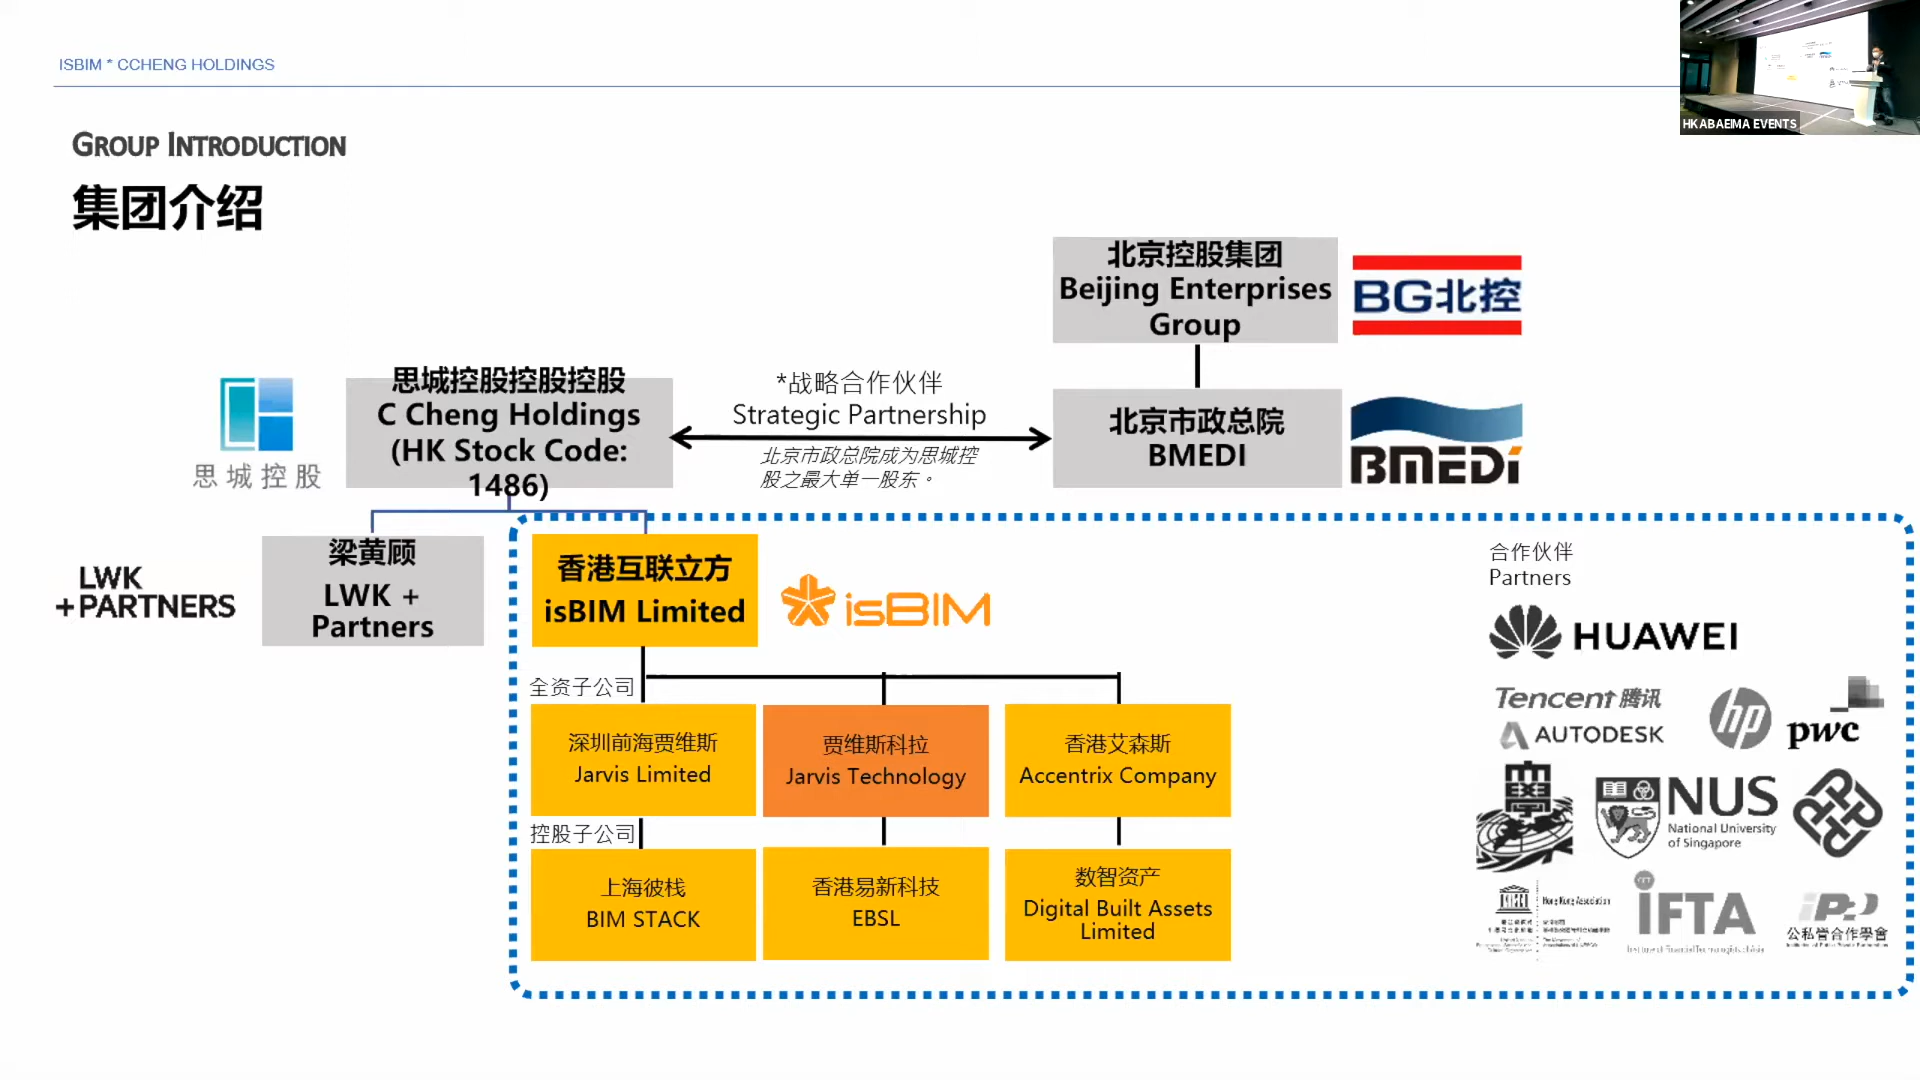 ISBIM * CCHENG HOLDINGS
HKABAEIMA EVENTS
GROUP INTRODUCTION
集团介绍
北京控股集团
Beijing Enterprises
Group
BG北控
思城控股
思城控股控股控股
C Cheng Holdings
(HK Stock Code:
1486)
*战略合作伙伴
Strategic Partnership
北京市政总院成为思城控
股之最大单一股东。
北京市政总院
BMEDI
BMEDi
LWK
+PARTNERS
梁黄顾
LWK +
Partners
香港互联立方
isBIM Limited
isBIM
合作伙伴
Partners
HUAWEI
Tencent 腾讯
AUTODESK
hp
pwc
NUS
National University
of Singapore
Hong Kong Association
IFTA
公私營合作學會
全资子公司
深圳前海贾维斯
Jarvis Limited
贾维斯科拉
Jarvis Technology
香港艾森斯
Accentrix Company
控股子公司
上海彼栈
BIM STACK
香港易新科技
EBSL
数智资产
Digital Built Assets
Limited